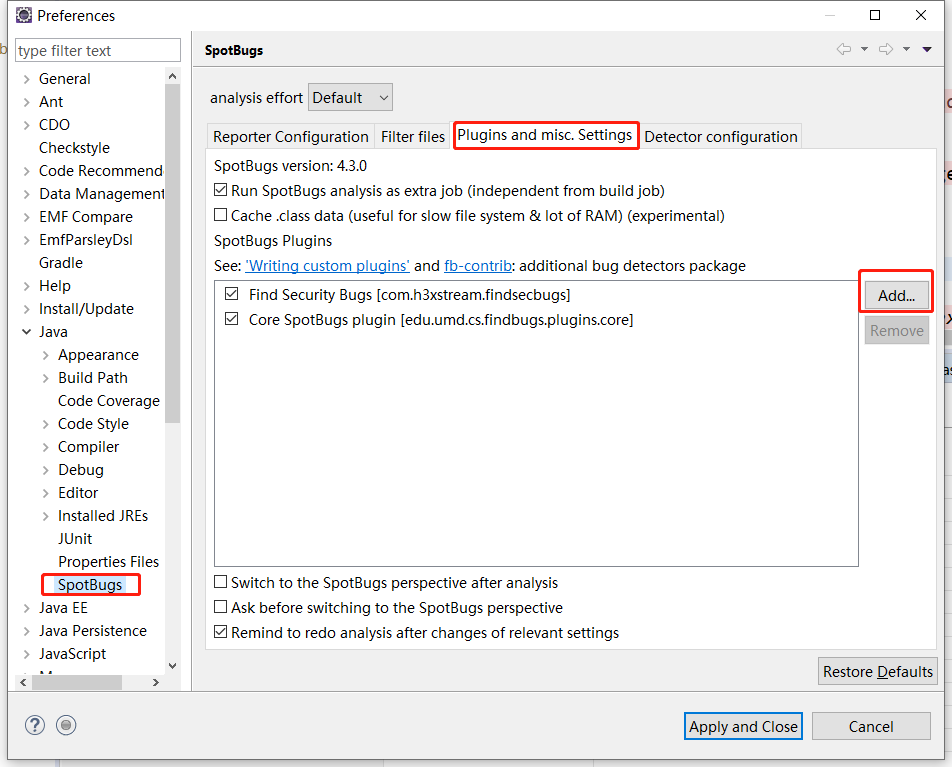 Preferences
type filter text
General
Ant
CDO
Checkstyle
Code Recommend
Data Management
EMF Compare
EmfParsleyDsl
Gradle
Help
Install/Update
Java
Appearance
Build Path
Code Coverage
Code Style
Compiler
Debug
Editor
Installed JREs
JUnit
Properties Files
SpotBugs
Java EE
Java Persistence
JavaScript
SpotBugs
analysis effort Default
Reporter Configuration Filter files Plugins and misc. Settings Detector configuration
SpotBugs version: 4.3.0
Run SpotBugs analysis as extra job (independent from build job)
Cache .class data (useful for slow file system & lot of RAM) (experimental)
SpotBugs Plugins
See: 'Writing custom plugins' and fb-contrib: additional bug detectors package
Find Security Bugs [com.h3xstream.findsecbugs]
Core SpotBugs plugin [edu.umd.cs.findbugs.plugins.core]
Add...
Remove
Switch to the SpotBugs perspective after analysis
Ask before switching to the SpotBugs perspective
Remind to redo analysis after changes of relevant settings
Restore Defaults
Apply and Close Cancel